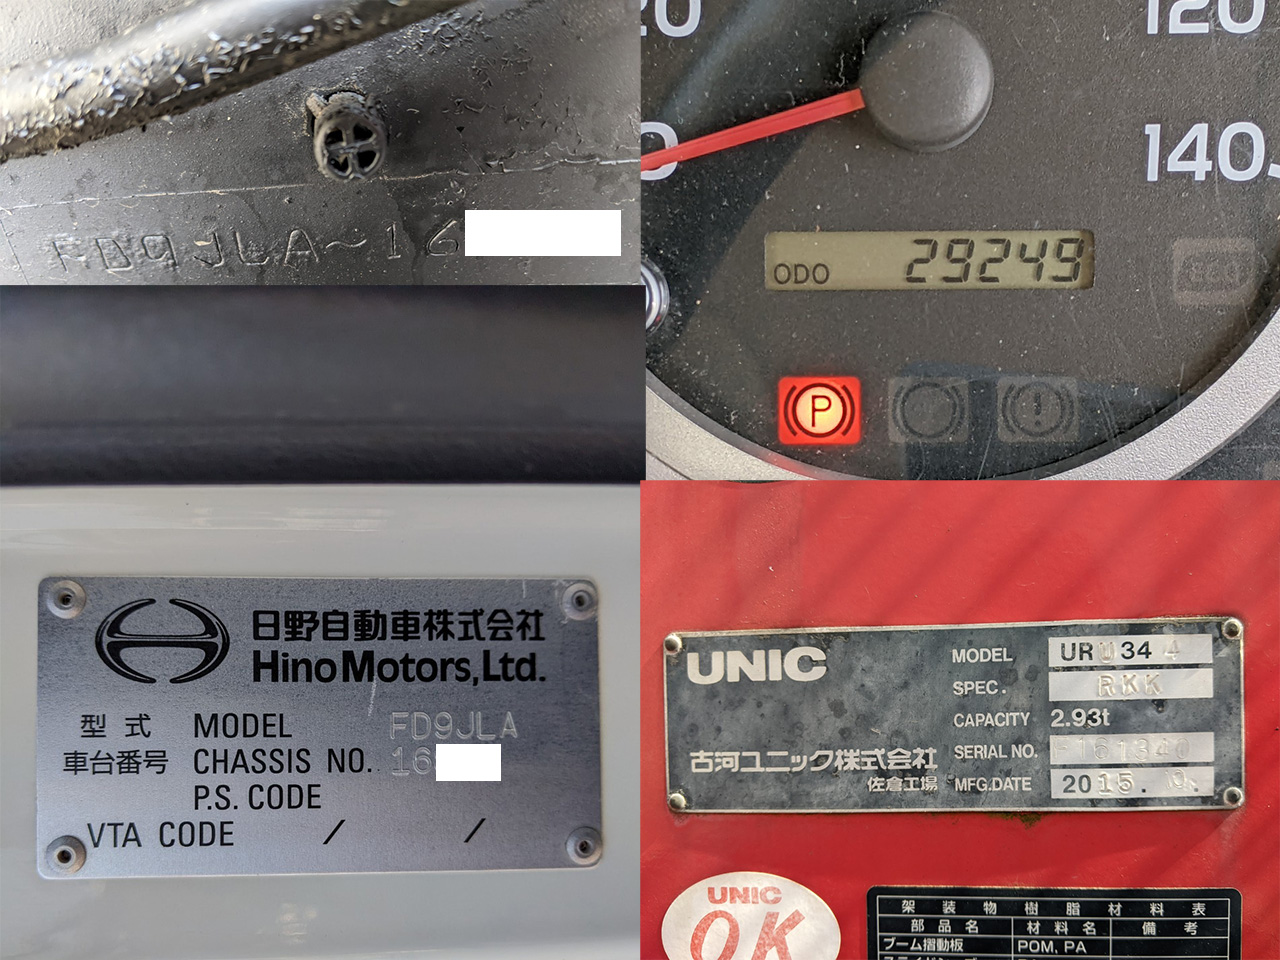 FD9JLA~16
20
120
140
ODO 29249
P
日野自動車株式会社
Hino Motors, Ltd.
型式 MODEL FD9JLA
車台番号 CHASSIS NO. 16
P.S. CODE
VTA CODE / /
UNIC
MODEL URU344
SPEC. RKK
CAPACITY 2.93t
古河ユニック株式会社
佐倉工場
SERIAL NO.
MFG.DATE 2015.
UNIC
OK
架装物樹脂材料表
部品名 材料名 備考
ブーム摺動板 POM, PA